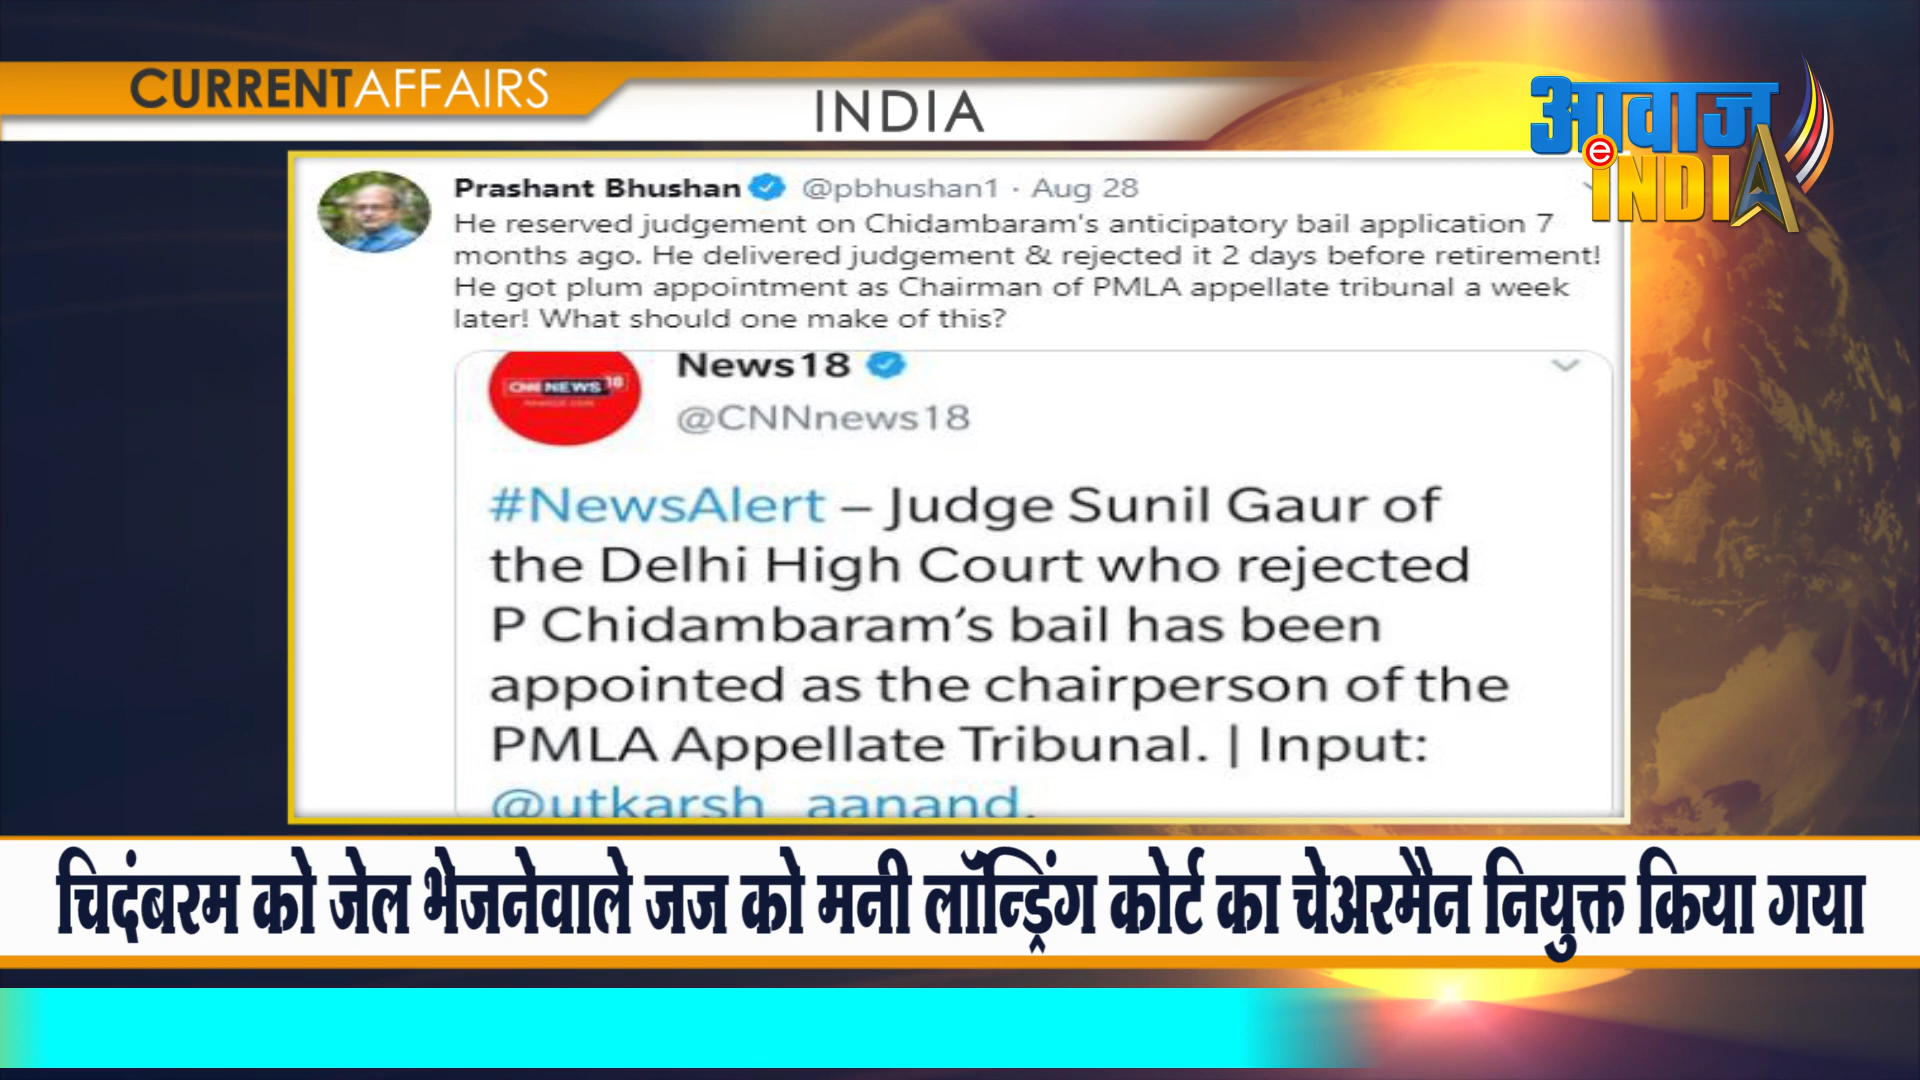 CURRENTAFFAIRS
INDIA
आवाज
e
INDIA
Prashant Bhushan @pbhushan1 · Aug 28
He reserved judgement on Chidambaram's anticipatory bail application 7
months ago. He delivered judgement & rejected it 2 days before retirement!
He got plum appointment as Chairman of PMLA appellate tribunal a week
later! What should one make of this?
CNN NEWS 18
News18
@CNNnews18
#NewsAlert – Judge Sunil Gaur of
the Delhi High Court who rejected
P Chidambaram's bail has been
appointed as the chairperson of the
PMLA Appellate Tribunal. | Input:
@utkarsh_aanand.
चिदंबरम को जेल भेजनेवाले जज को मनी लॉन्ड्रिंग कोर्ट का चेअरमैन नियुक्त किया गया